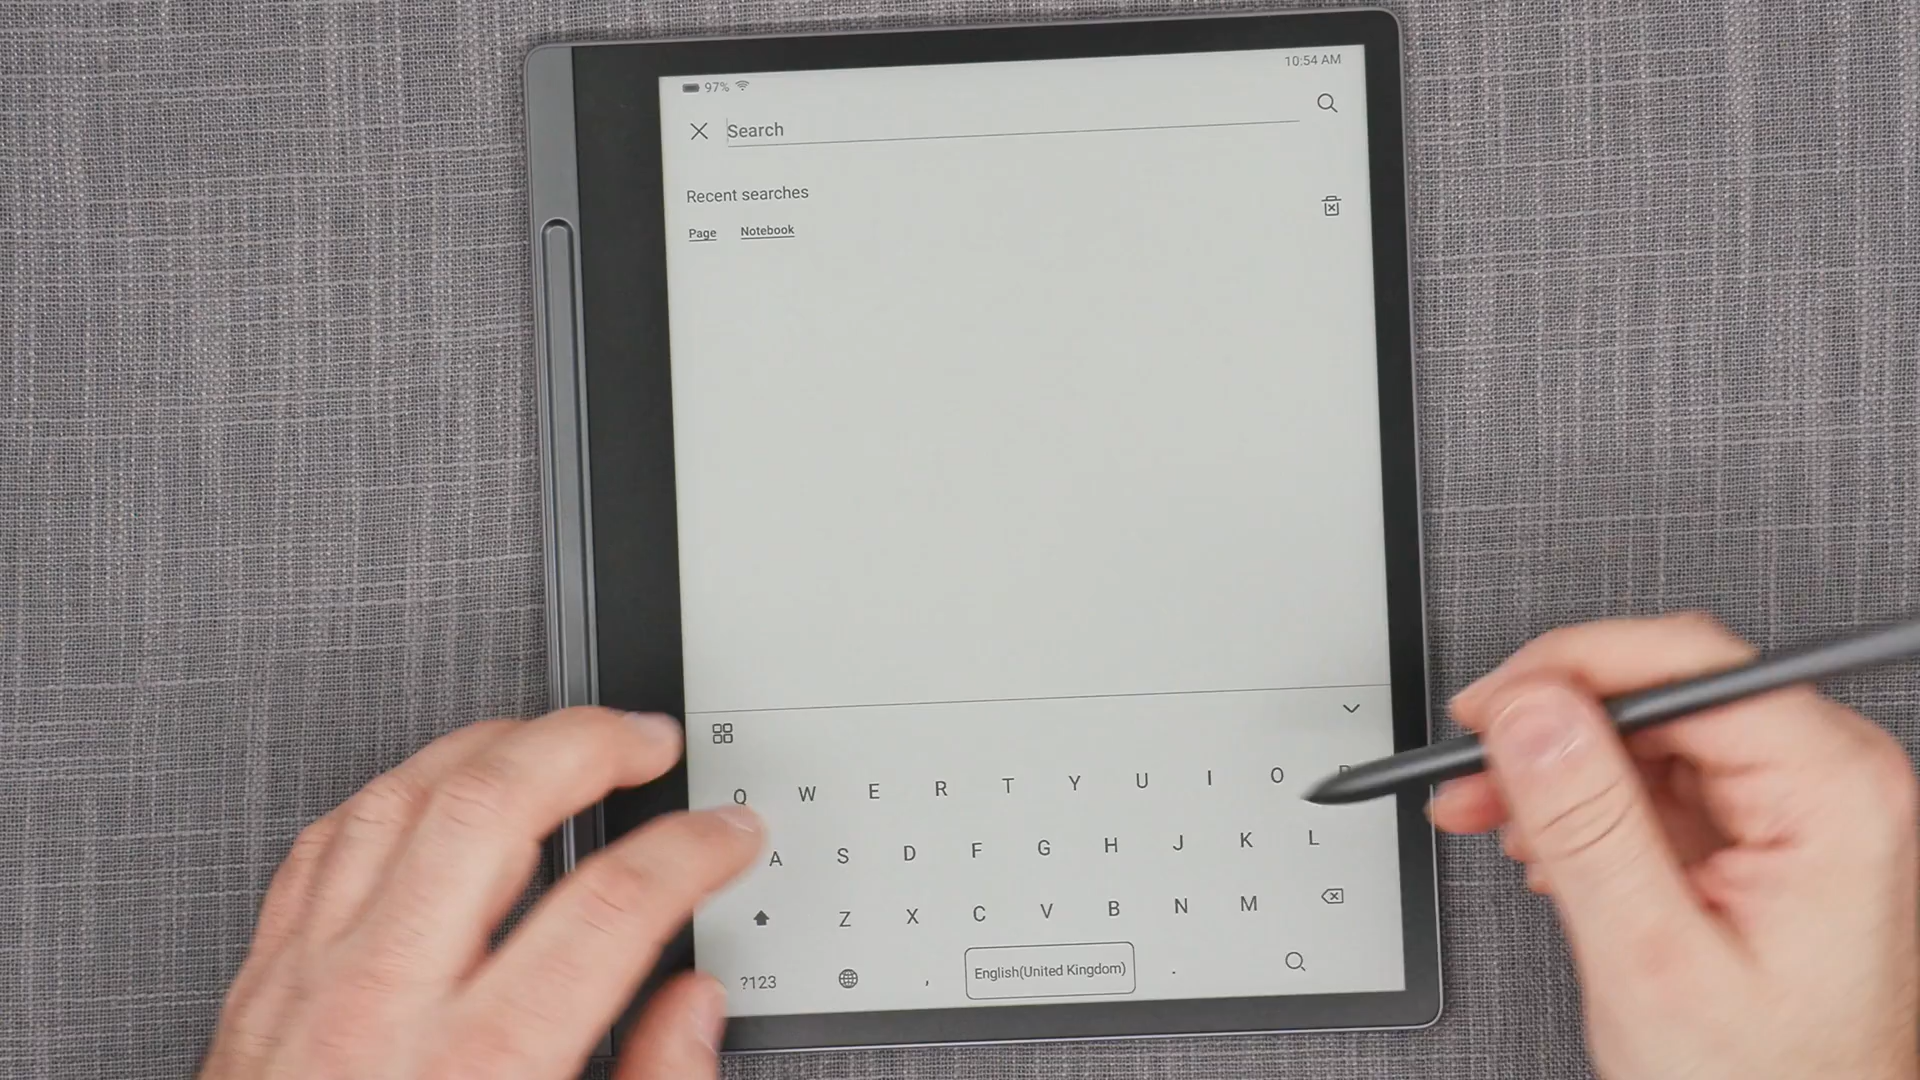 97% 10:54 AM
Search
Recent searches
Page Notebook
Q W E R T Y U I O P
A S D F G H J K L
Z X C V B N M
?123 , English(United Kingdom) .